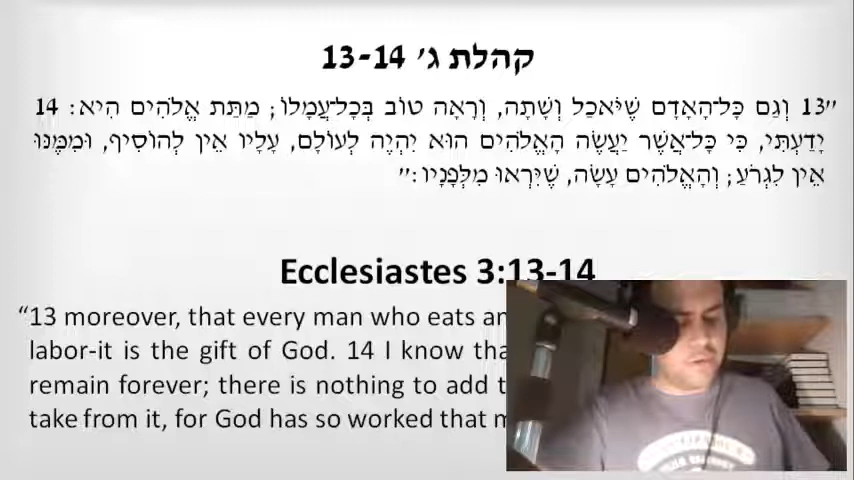 קהלת ג׳ 13-14
״13 וְגַם כָּל־הָאָדָם שֶׁיֹּאכַל וְשָׁתָה, וְרָאָה טוֹב בְּכָל־עֲמָלוֹ; מַתַּת אֱלֹהִים הִיא: 14
יָדַעְתִּי, כִּי כָּל־אֲשֶׁר יַעֲשֶׂה הָאֱלֹהִים הוּא יִהְיֶה לְעוֹלָם, עָלָיו אֵין לְהוֹסִיף, וּמִמֶּנּוּ
אֵין לִגְרֹעַ; וְהָאֱלֹהִים עָשָׂה, שֶׁיִּרְאוּ מִלְּפָנָיו:״
Ecclesiastes 3:13-14
“13 moreover, that every man who eats
labor-it is the gift of God. 14 I know
remain forever; there is nothing to add
take from it, for God has so worked that